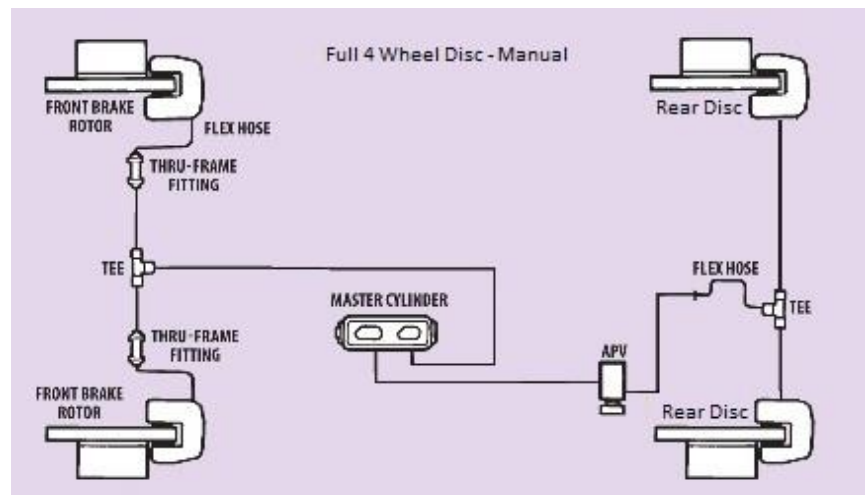 Full 4 Wheel Disc - Manual
FRONT BRAKE
ROTOR
FLEX HOSE
THRU-FRAME
FITTING
TEE
THRU-FRAME
FITTING
FRONT BRAKE
ROTOR
MASTER CYLINDER
APV
Rear Disc
FLEX HOSE
TEE
Rear Disc